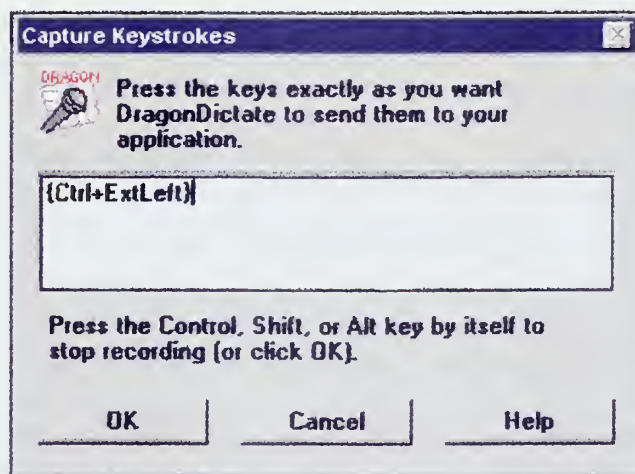 Capture Keystrokes
DRAGON
Press the keys exactly as you want
DragonDictate to send them to your
application.
{Ctrl+ExtLeft}
Press the Control, Shift, or Alt key by itself to
stop recording (or click OK).
OK Cancel Help